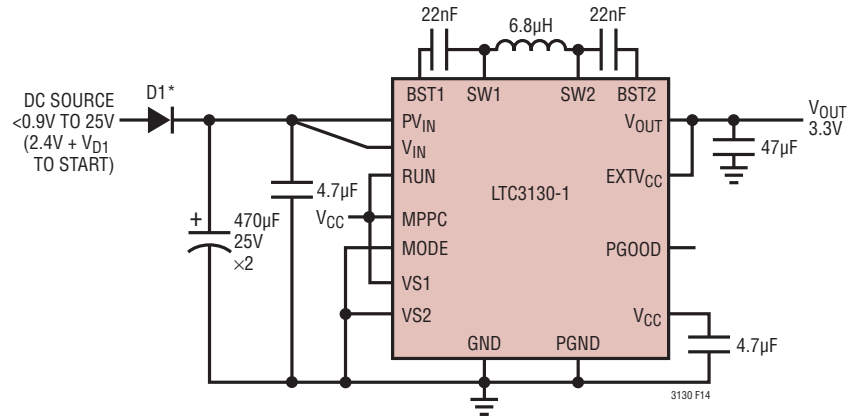 22nF
6.8µH
22nF
DC SOURCE
<0.9V TO 25V
(2.4V + VD1
TO START)
D1*
BST1
SW1
SW2
BST2
PVIN
VIN
RUN
MPPC
MODE
VS1
VS2
LTC3130-1
VOUT
EXTVCC
PGOOD
VCC
GND
PGND
VOUT
3.3V
47µF
4.7µF
VCC
+
470µF
25V
×2
4.7µF
3130 F14